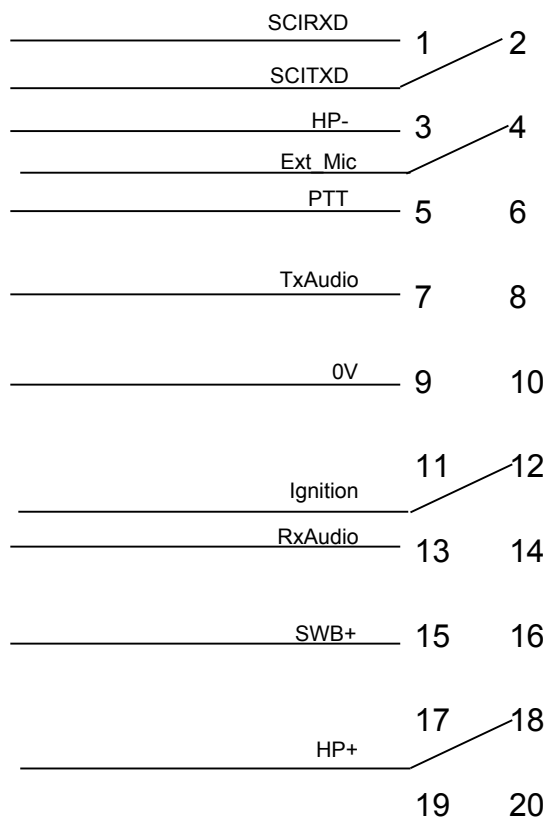 SCIRXD 1 2
SCITXD
HP- 3 4
Ext_Mic
PTT 5 6
TxAudio 7 8
0V 9 10
11 12
Ignition
RxAudio 13 14
SWB+ 15 16
17 18
HP+
19 20